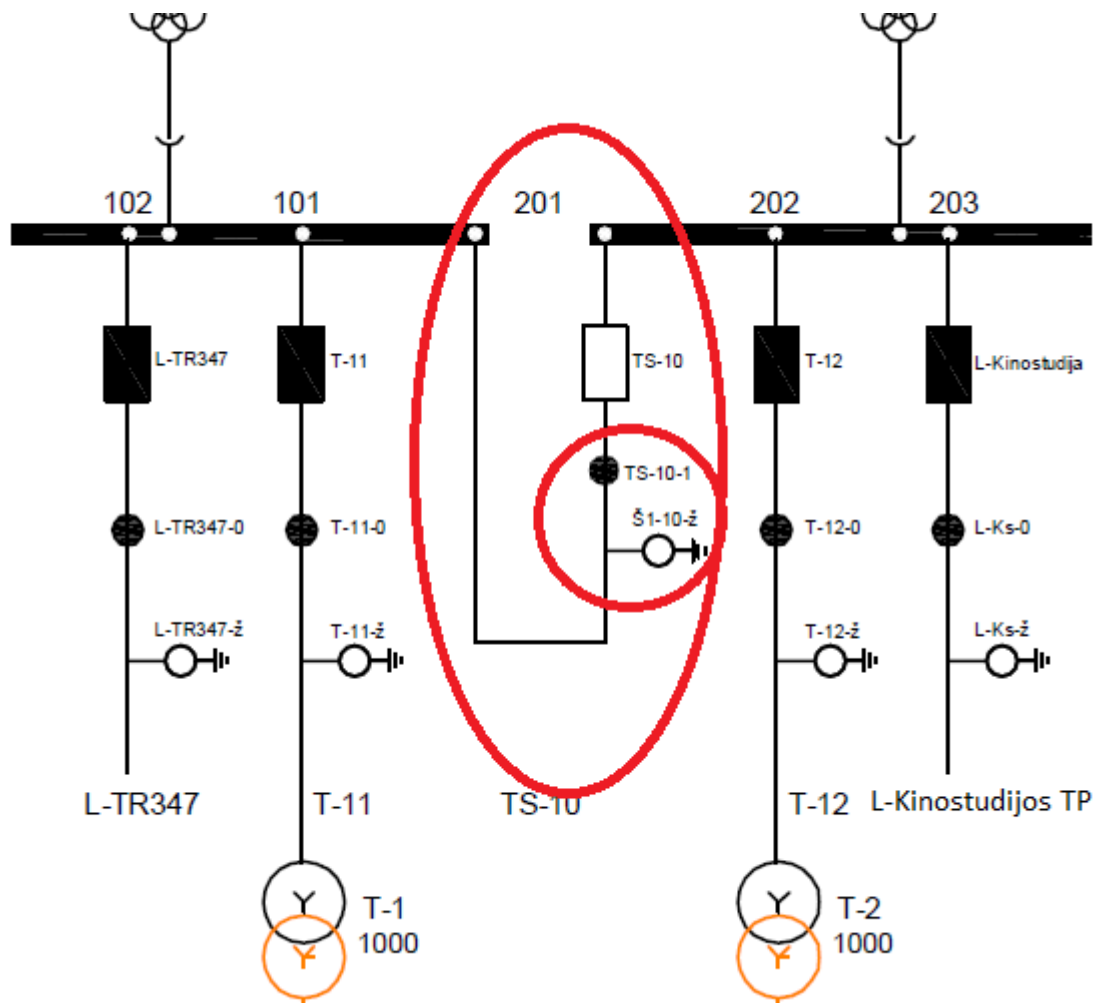 102
101
201
202
203
L-TR347
T-11
TS-10
T-12
L-Kinostudija
TS-10-1
Š1-10-ž
L-TR347-0
T-11-0
T-12-0
L-Ks-0
L-TR347-ž
T-11-ž
T-12-ž
L-Ks-ž
L-TR347
T-11
TS-10
T-12
L-Kinostudijos TP
T-1
1000
T-2
1000